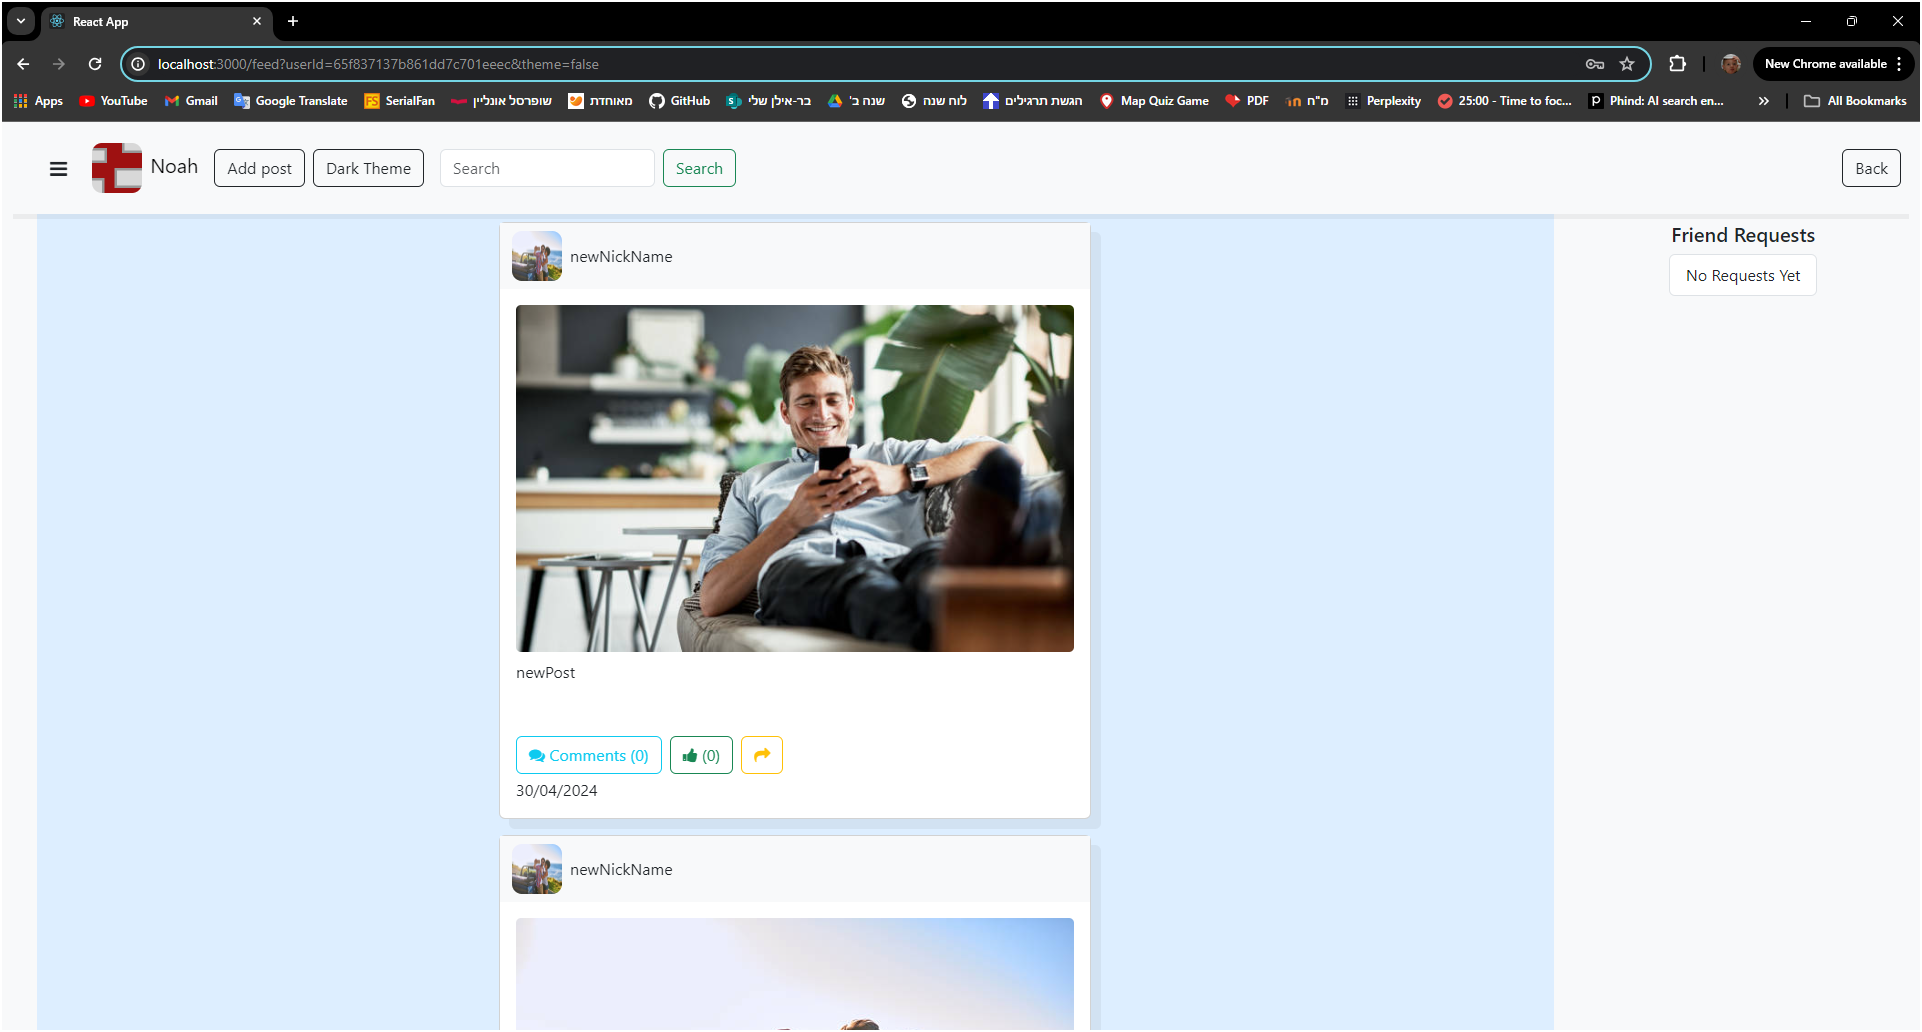 React App
localhost:3000/feed?userId=65f837137b861dd7c701eeec&theme=false
New Chrome available
Apps YouTube Gmail Google Translate SerialFan שופרסל אונליין מאוחדת GitHub בר-אילן שלי שנה ב' לוח שנה הגשת תרגילים Map Quiz Game PDF מ"ח Perplexity 25:00 - Time to foc... Phind: AI search en... » All Bookmarks
Noah Add post Dark Theme Search Search Back
Friend Requests
No Requests Yet
newNickName
newPost
Comments (0) (0)
30/04/2024
newNickName